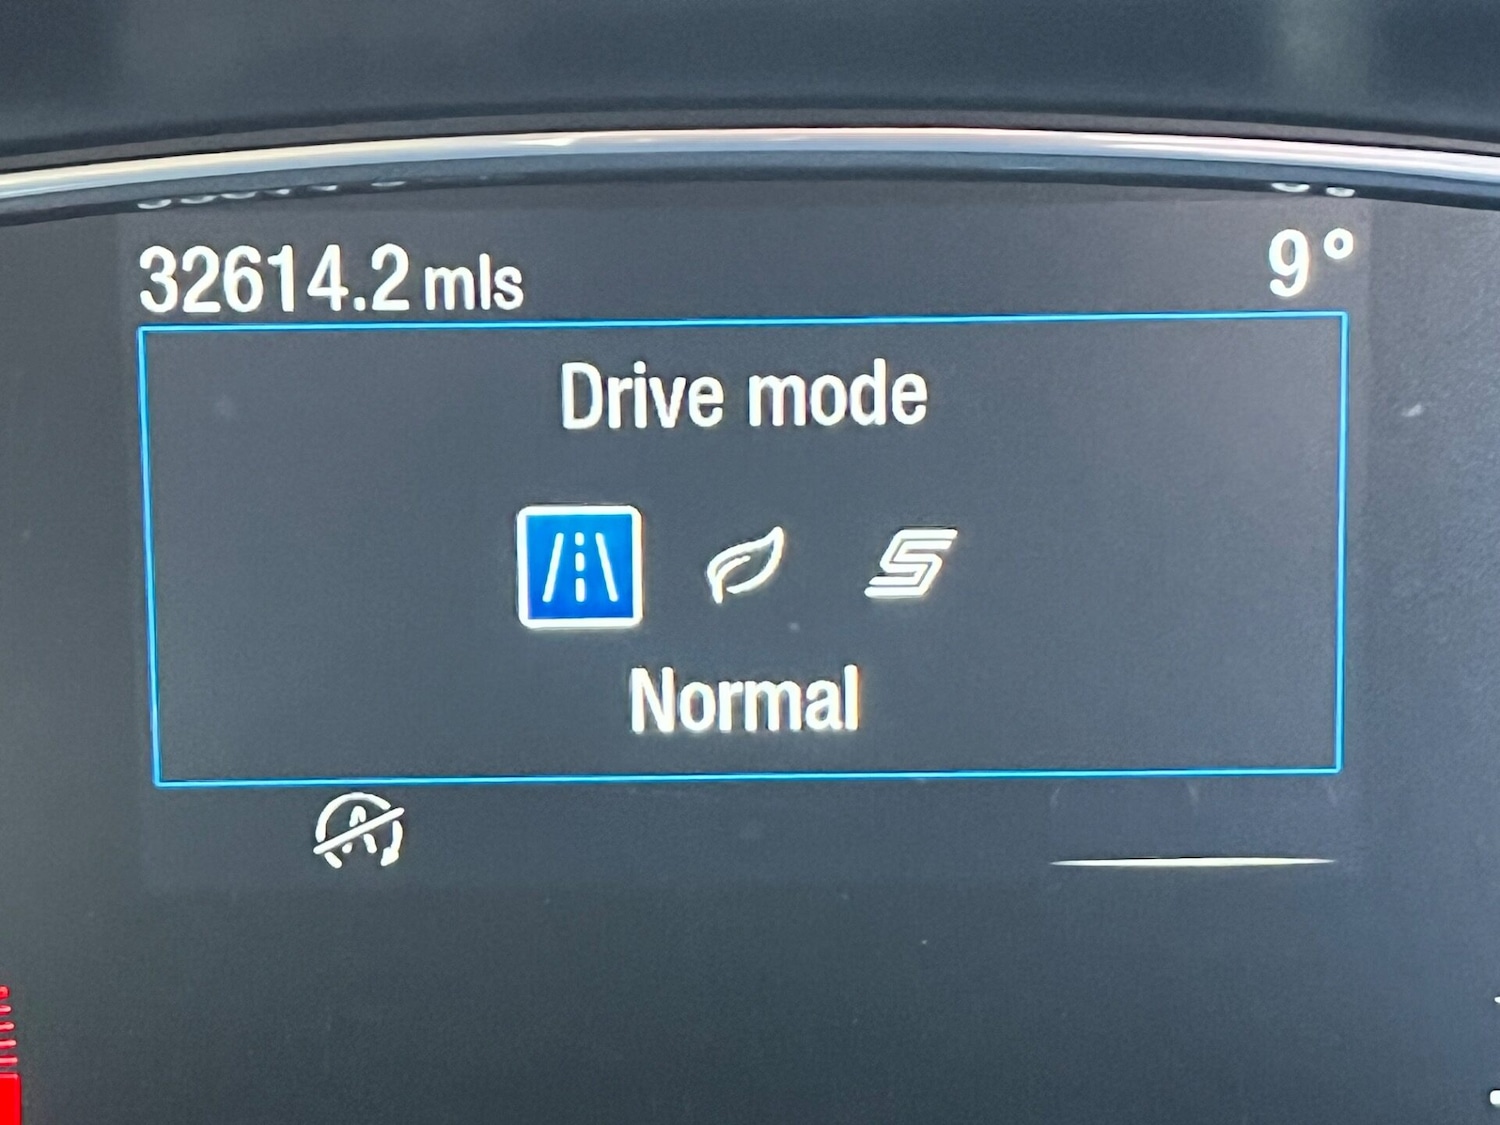 32614.2 mls
9°
Drive mode
S
Normal
A